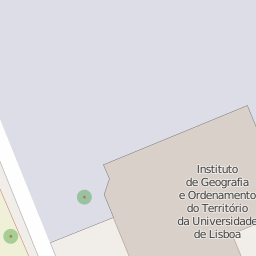 Instituto
de Geografia
e Ordenamento
do Território
da Universidade
de Lisboa